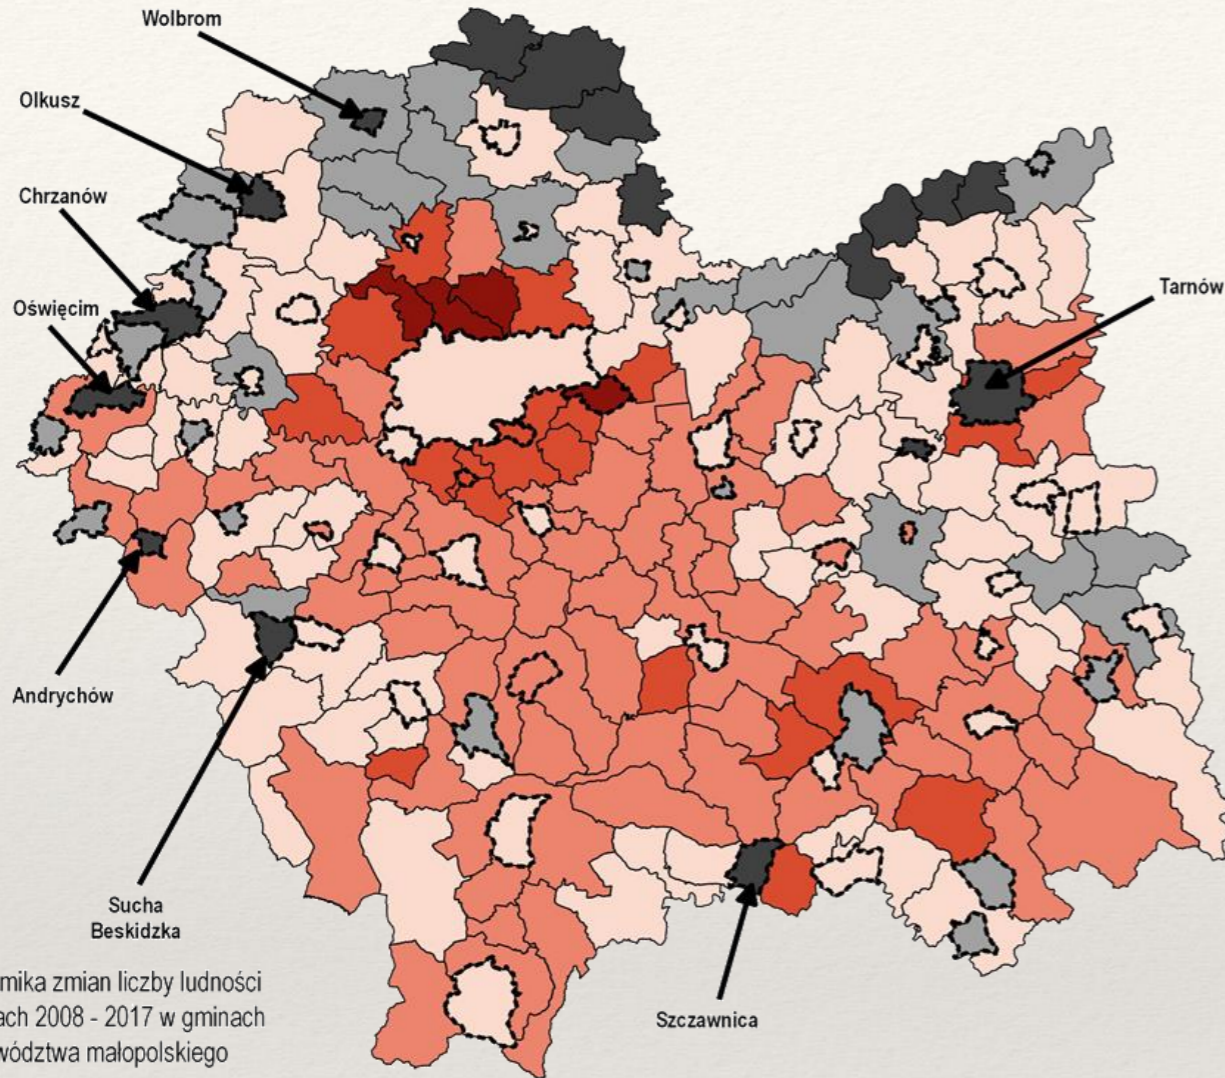 Wolbrom
Olkusz
Chrzanów
Oświęcim
Tarnów
Andrychów
Sucha
Beskidzka
Szczawnica
mika zmian liczby ludności
ach 2008 - 2017 w gminach
wództwa małopolskiego